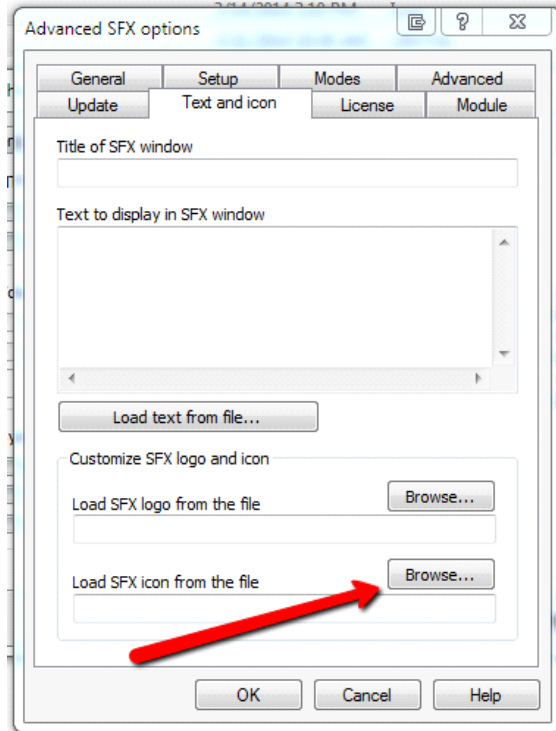 Advanced SFX options
General Setup Modes Advanced
Update Text and icon License Module
Title of SFX window
Text to display in SFX window
Load text from file...
Customize SFX logo and icon
Load SFX logo from the file Browse...
Load SFX icon from the file Browse...
OK Cancel Help